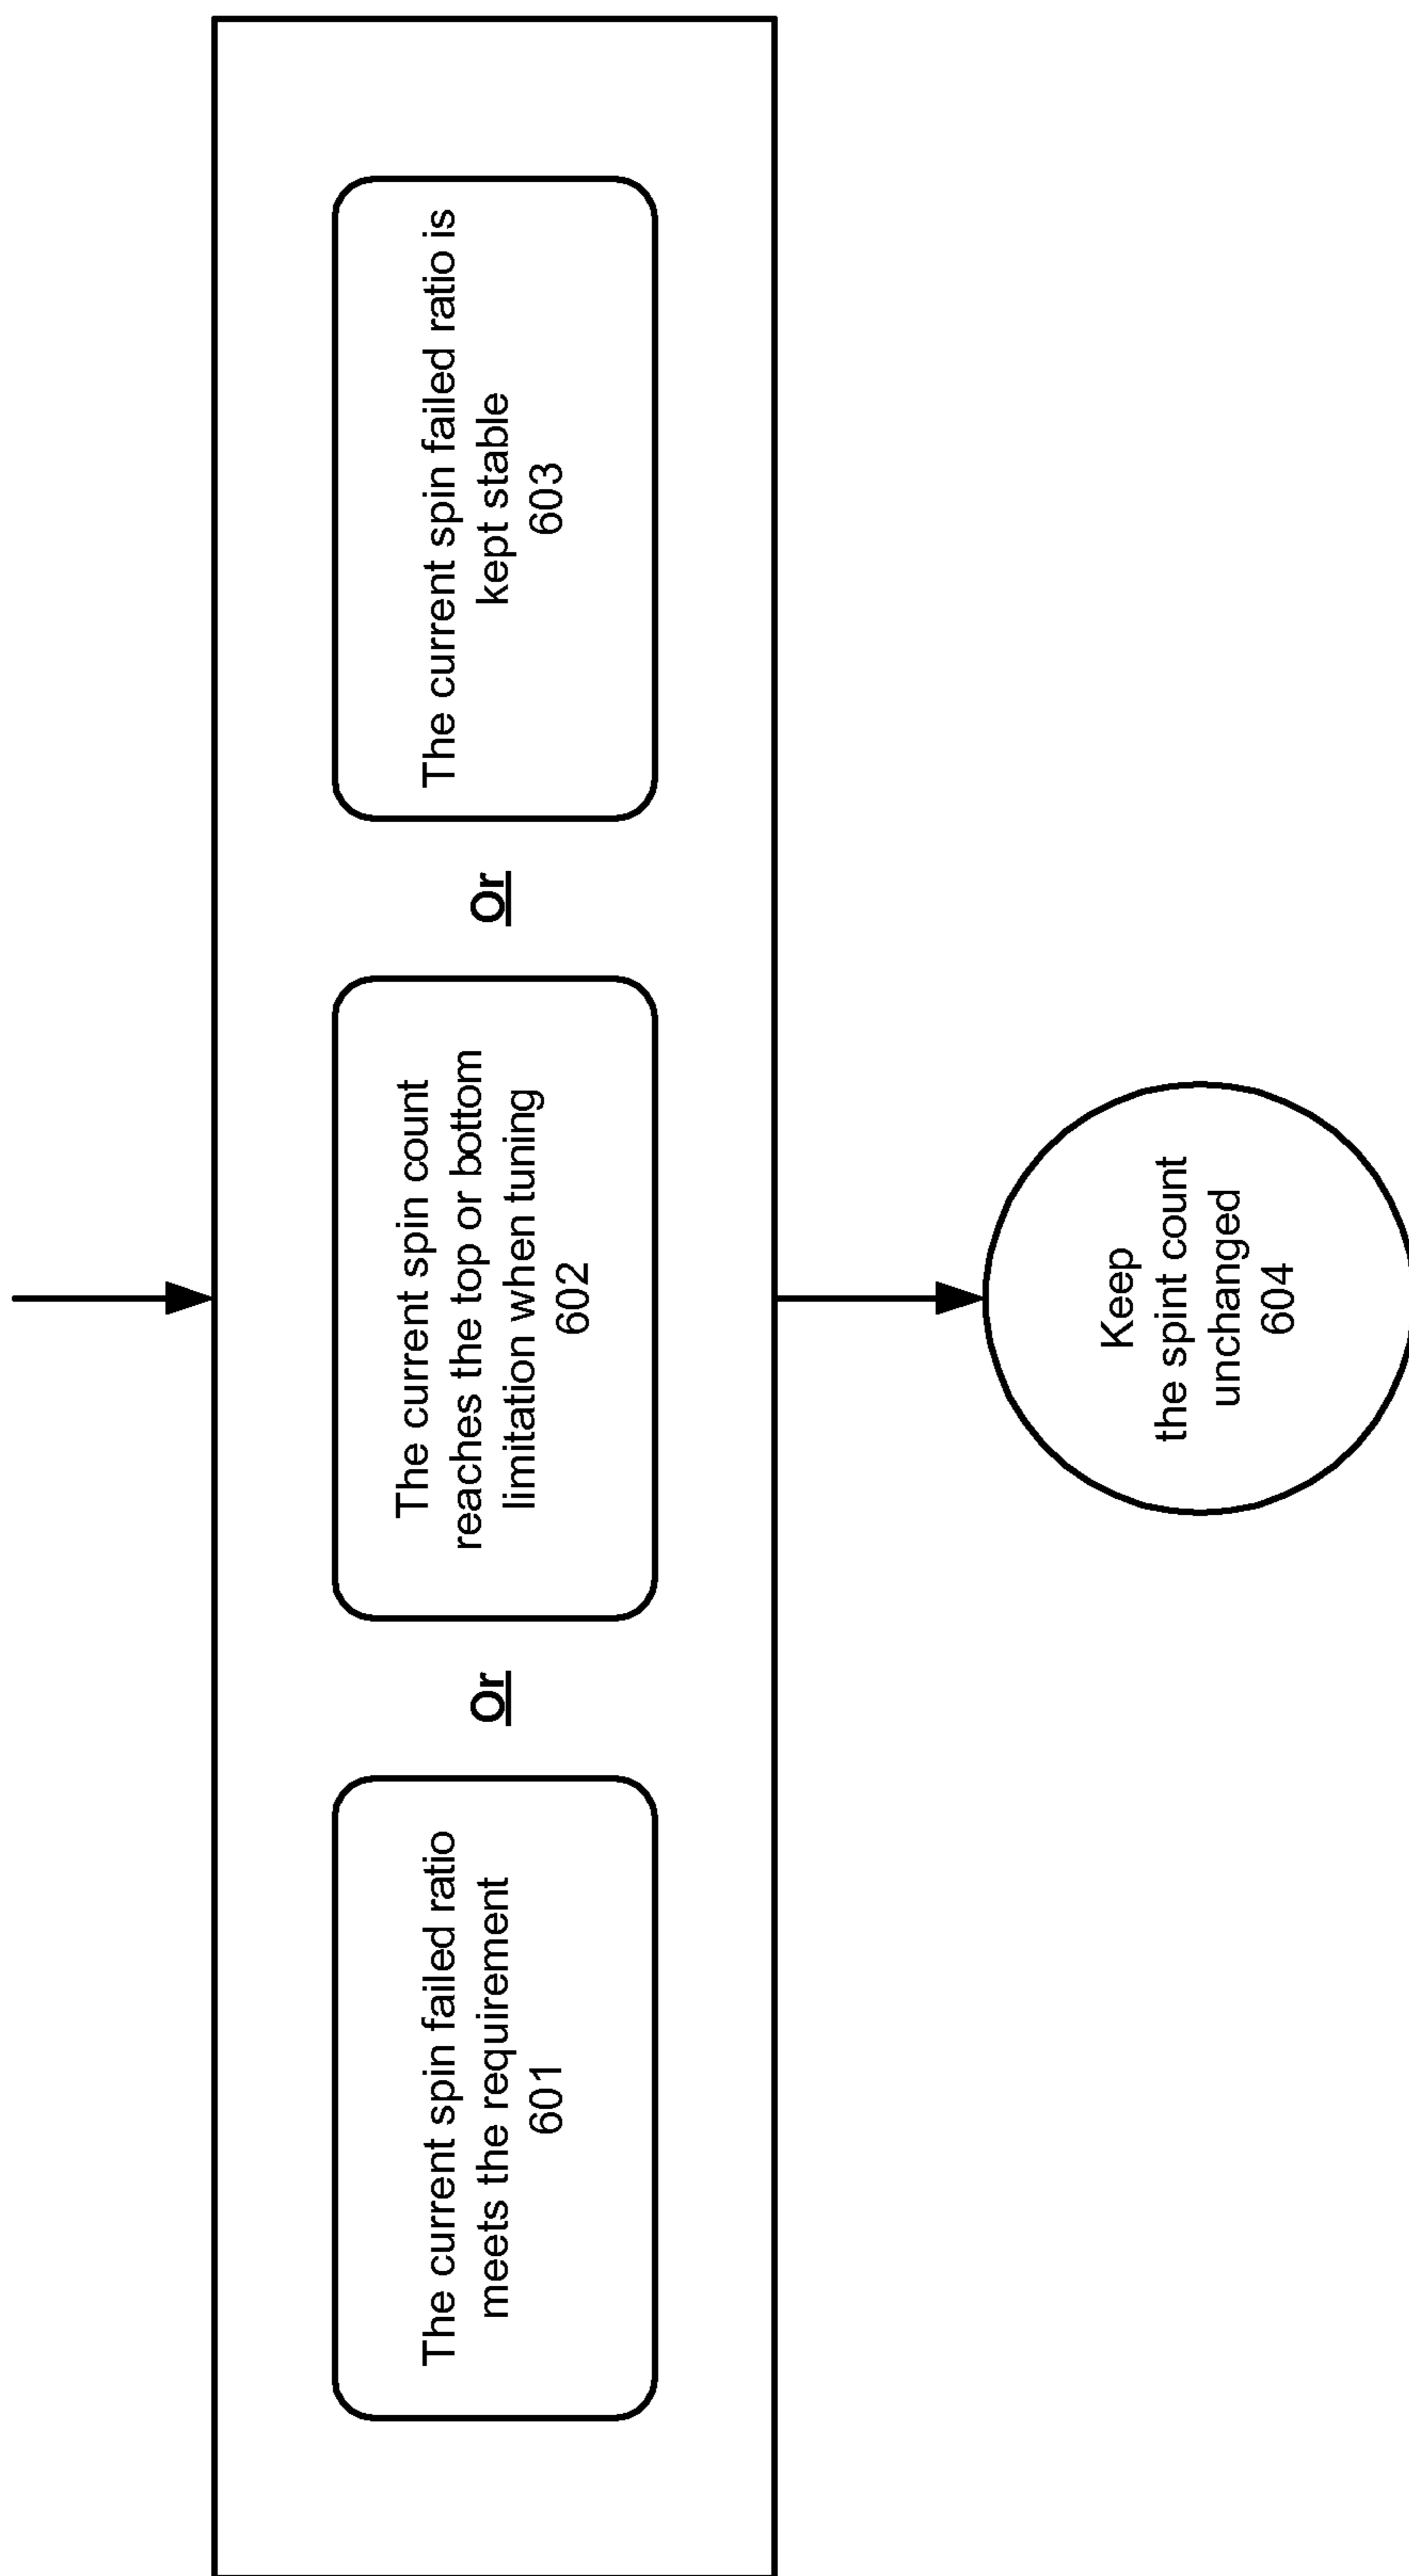 The current spin failed ratio
meets the requirement
601
Or
The current spin count
reaches the top or bottom
limitation when tuning
602
Or
The current spin failed ratio is
kept stable
603
Keep
the spint count
unchanged
604